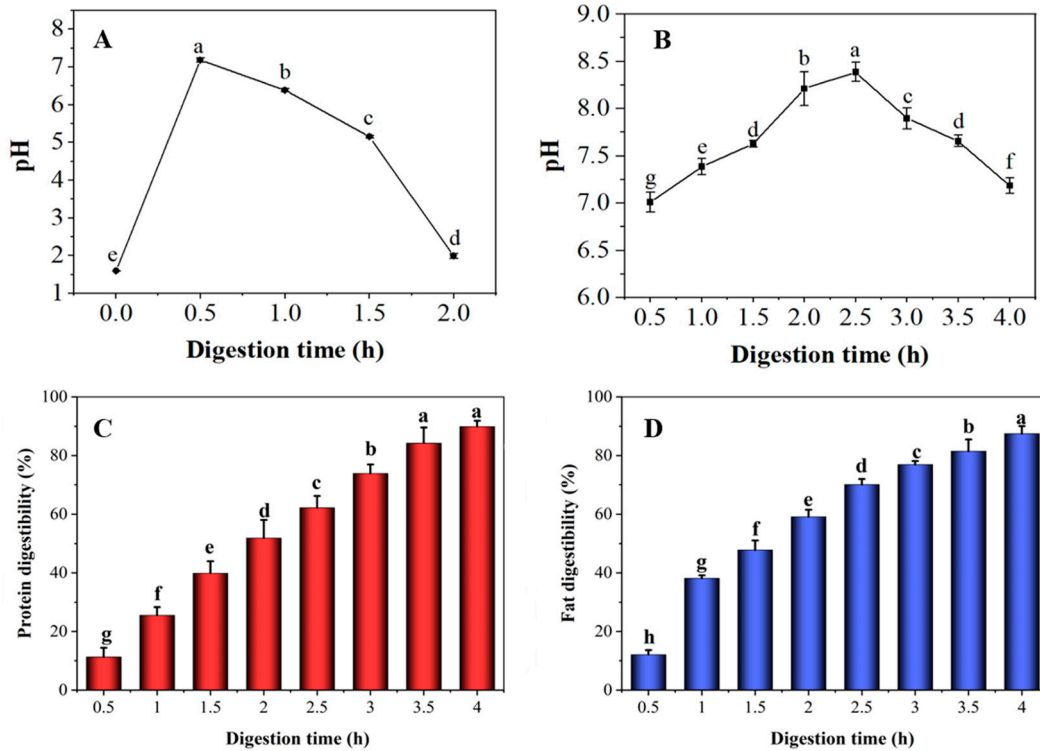 A
pH
8
7
6
5
4
3
2
1
e
a
b
c
d
0.0 0.5 1.0 1.5 2.0
Digestion time (h)
B
pH
9.0
8.5
8.0
7.5
7.0
6.5
6.0
g
e
d
b
a
c
d
f
0.5 1.0 1.5 2.0 2.5 3.0 3.5 4.0
Digestion time (h)
C
Protein digestibility (%)
100
80
60
40
20
0
g
f
e
d
c
b
a
a
0.5 1 1.5 2 2.5 3 3.5 4
Digestion time (h)
D
Fat digestibility (%)
100
80
60
40
20
0
h
g
f
e
d
c
b
a
0.5 1 1.5 2 2.5 3 3.5 4
Digestion time (h)